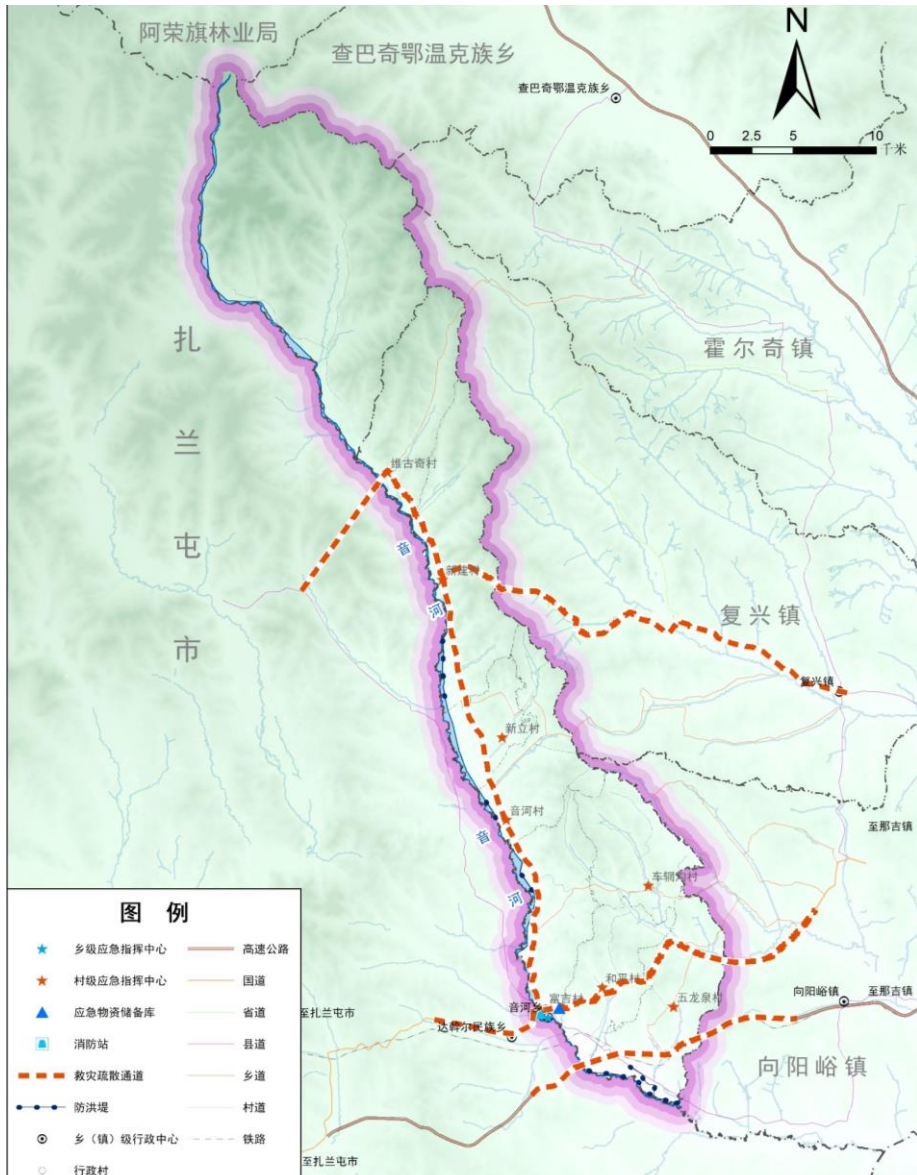 阿荣旗林业局
查巴奇鄂温克族乡
N
查巴奇鄂温克族乡
0 2.5 5 10
千米
扎兰屯市
霍尔奇镇
维古奇村
音河
新建村
复兴镇
复兴镇
新立村
音河村
音河
至那吉镇
车辋沟村
和平村
富吉村
五龙泉村
音河乡
向阳峪镇
至那吉镇
至扎兰屯市
达斡尔民族乡
向阳峪镇
至扎兰屯市
图 例
乡级应急指挥中心
高速公路
村级应急指挥中心
国道
应急物资储备库
省道
消防站
县道
救灾疏散通道
乡道
防洪堤
村道
乡（镇）级行政中心
铁路
行政村